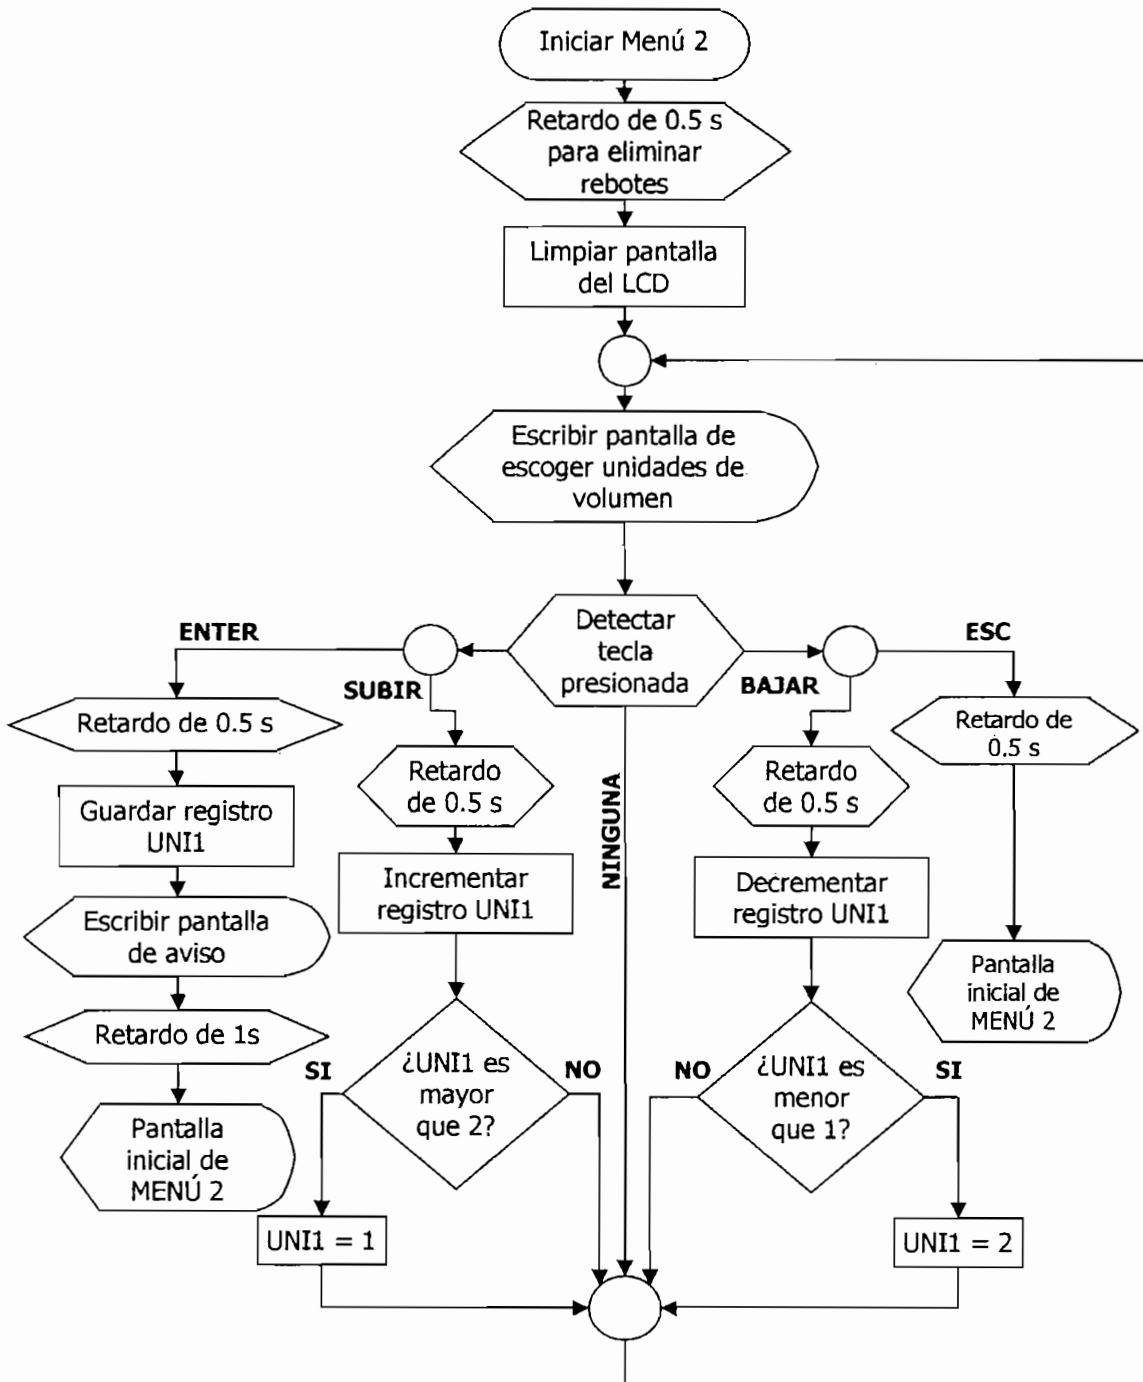 Iniciar Menú 2
Retardo de 0.5 s
para eliminar
rebotes
Limpiar pantalla
del LCD
Escribir pantalla de
escoger unidades de
volumen
Detectar
tecla
presionada
ENTER
SUBIR
NINGUNA
BAJAR
ESC
Retardo de 0.5 s
Guardar registro
UNI1
Escribir pantalla
de aviso
Retardo de 1s
Pantalla
inicial de
MENÚ 2
Retardo
de 0.5 s
Incrementar
registro UNI1
¿UNI1 es
mayor
que 2?
SI
NO
UNI1 = 1
Retardo
de 0.5 s
Decrementar
registro UNI1
¿UNI1 es
menor
que 1?
NO
SI
UNI1 = 2
Retardo de
0.5 s
Pantalla
inicial de
MENÚ 2